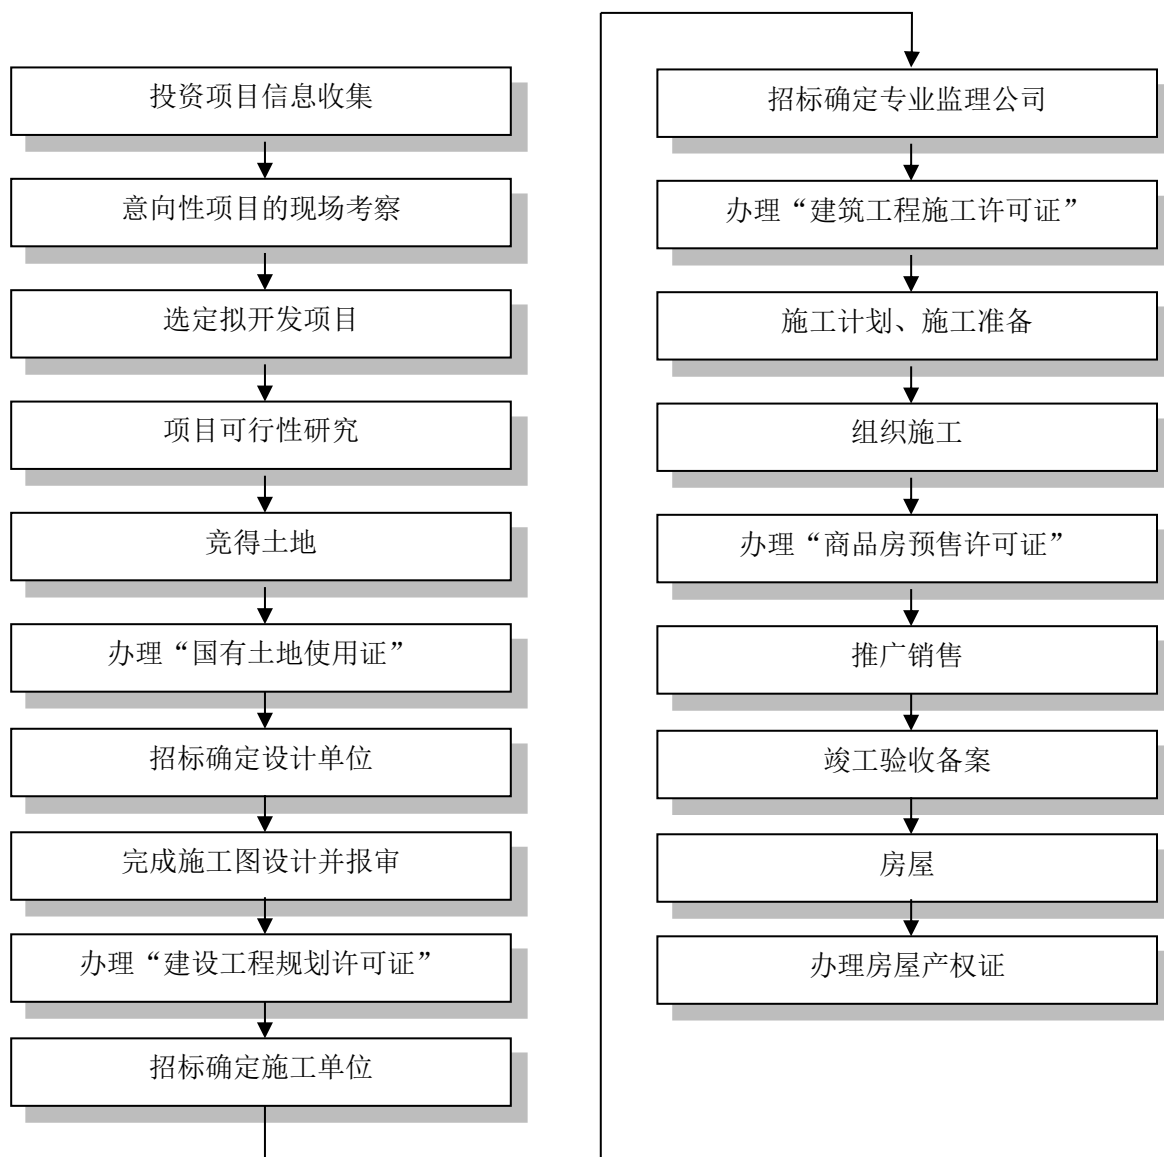 投资项目信息收集
意向性项目的现场考察
选定拟开发项目
项目可行性研究
竞得土地
办理“国有土地使用证”
招标确定设计单位
完成施工图设计并报审
办理“建设工程规划许可证”
招标确定施工单位
招标确定专业监理公司
办理“建筑工程施工许可证”
施工计划、施工准备
组织施工
办理“商品房预售许可证”
推广销售
竣工验收备案
房屋
办理房屋产权证